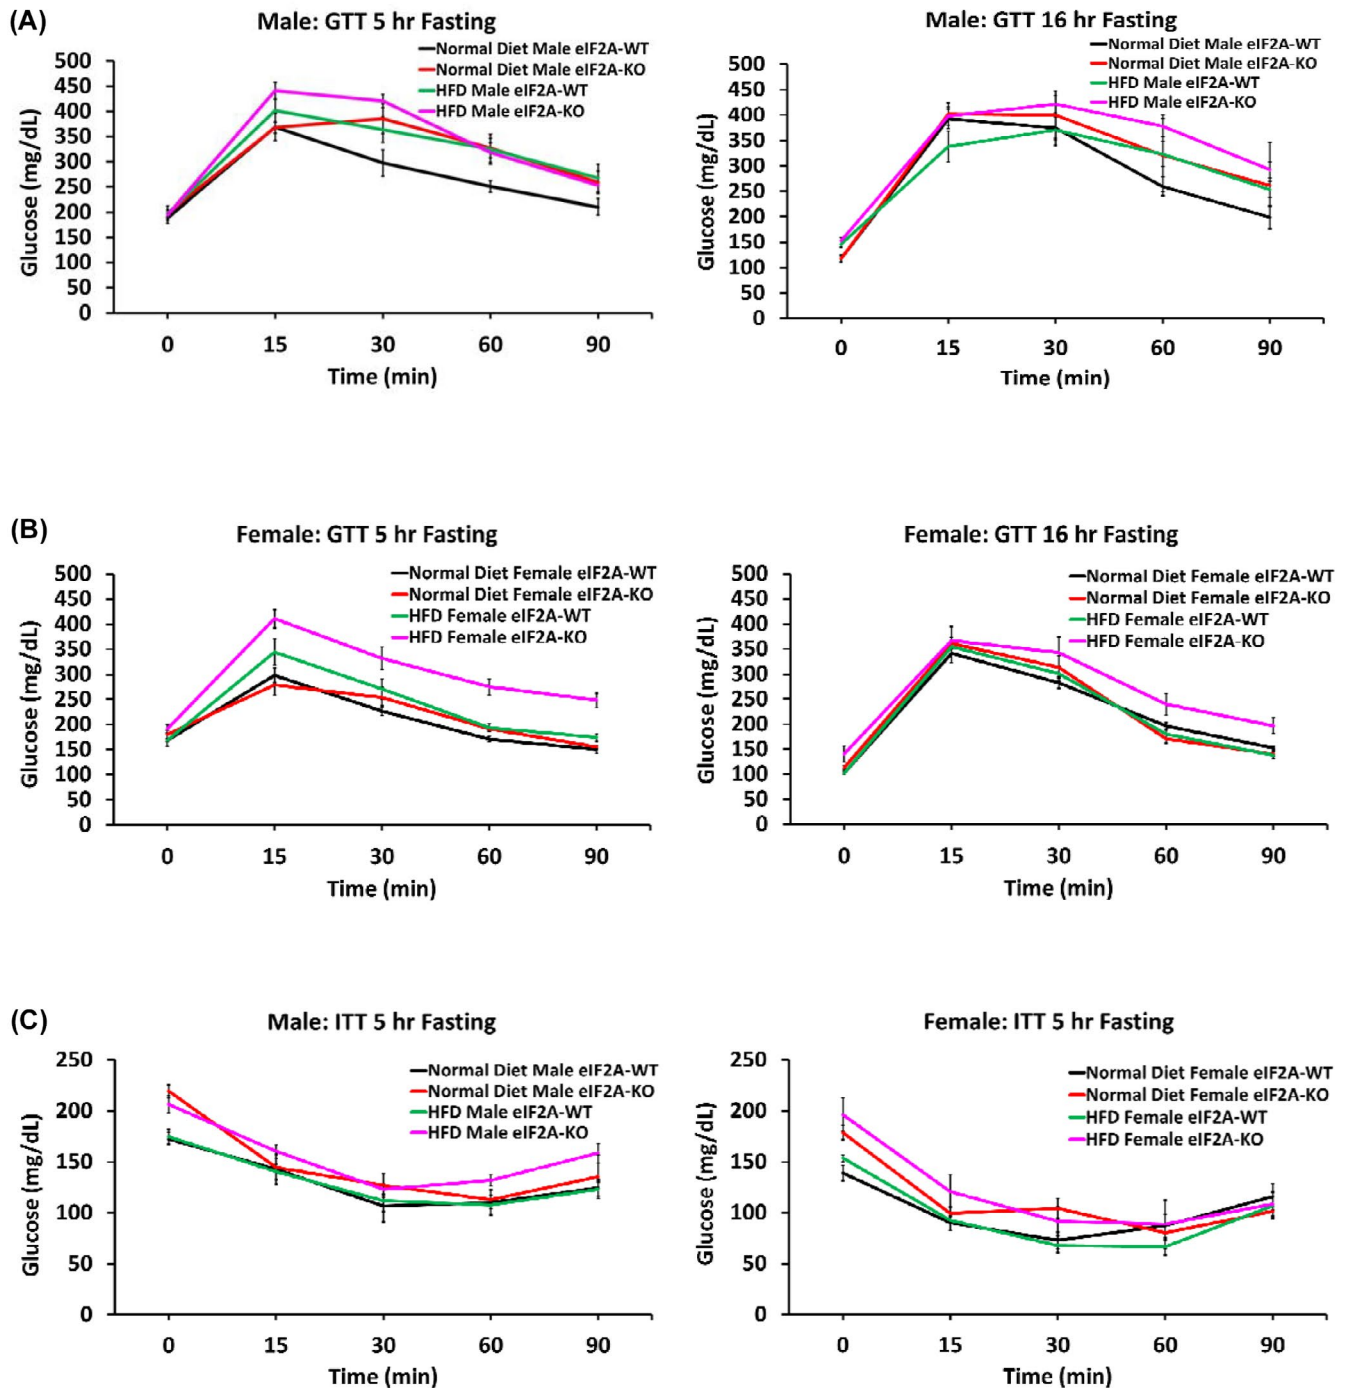 (A)
Male: GTT 5 hr Fasting
Normal Diet Male eIF2A-WT
Normal Diet Male eIF2A-KO
HFD Male eIF2A-WT
HFD Male eIF2A-KO
500
450
400
350
300
250
200
150
100
50
0
Glucose (mg/dL)
0 15 30 60 90
Time (min)
Male: GTT 16 hr Fasting
Normal Diet Male eIF2A-WT
Normal Diet Male eIF2A-KO
HFD Male eIF2A-WT
HFD Male eIF2A-KO
500
450
400
350
300
250
200
150
100
50
0
Glucose (mg/dL)
0 15 30 60 90
Time (min)
(B)
Female: GTT 5 hr Fasting
Normal Diet Female eIF2A-WT
Normal Diet Female eIF2A-KO
HFD Female eIF2A-WT
HFD Female eIF2A-KO
500
450
400
350
300
250
200
150
100
50
0
Glucose (mg/dL)
0 15 30 60 90
Time (min)
Female: GTT 16 hr Fasting
Normal Diet Female eIF2A-WT
Normal Diet Female eIF2A-KO
HFD Female eIF2A-WT
HFD Female eIF2A-KO
500
450
400
350
300
250
200
150
100
50
0
Glucose (mg/dL)
0 15 30 60 90
Time (min)
(C)
Male: ITT 5 hr Fasting
Normal Diet Male eIF2A-WT
Normal Diet Male eIF2A-KO
HFD Male eIF2A-WT
HFD Male eIF2A-KO
250
200
150
100
50
0
Glucose (mg/dL)
0 15 30 60 90
Time (min)
Female: ITT 5 hr Fasting
Normal Diet Female eIF2A-WT
Normal Diet Female eIF2A-KO
HFD Female eIF2A-WT
HFD Female eIF2A-KO
250
200
150
100
50
0
Glucose (mg/dL)
0 15 30 60 90
Time (min)